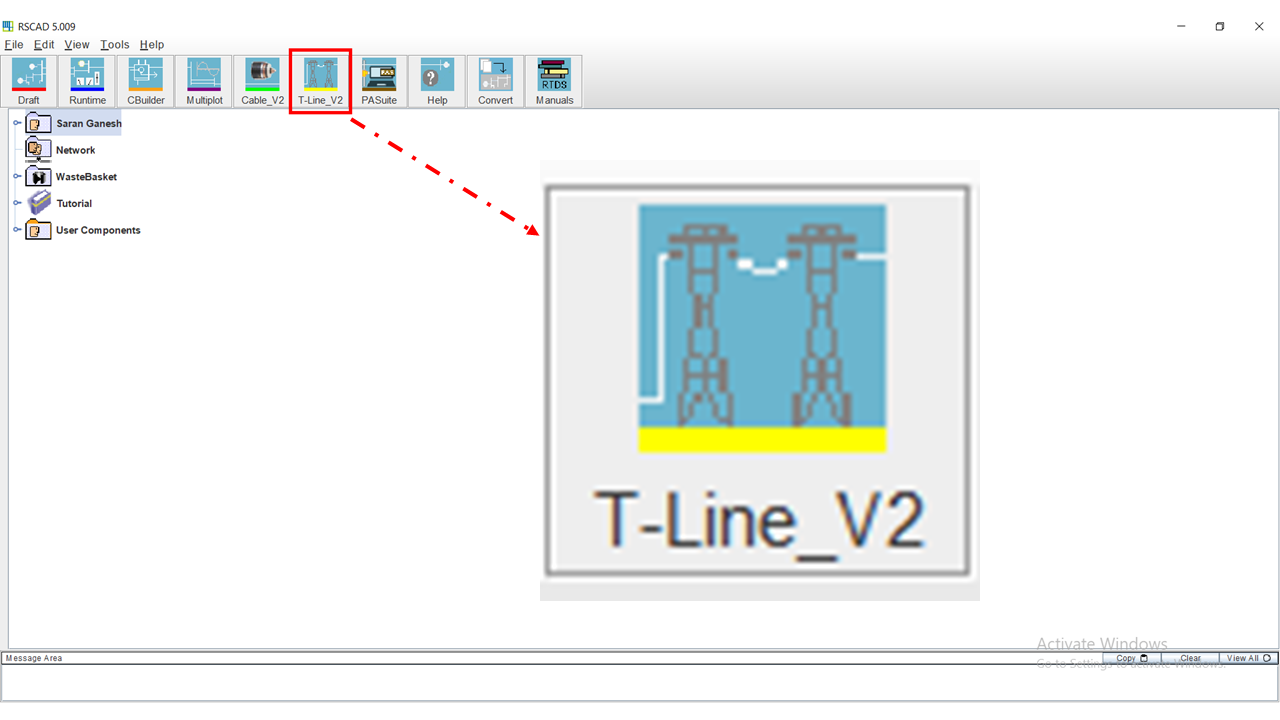 RSCAD 5.009
File Edit View Tools Help
Draft Runtime CBuilder Multiplot Cable_V2 T-Line_V2 PASuite Help Convert RTDS Manuals
Saran Ganesh
Network
WasteBasket
Tutorial
User Components
T-Line_V2
Activate Windows
Go to Settings to activate Windows.
Message Area Copy Clear View All